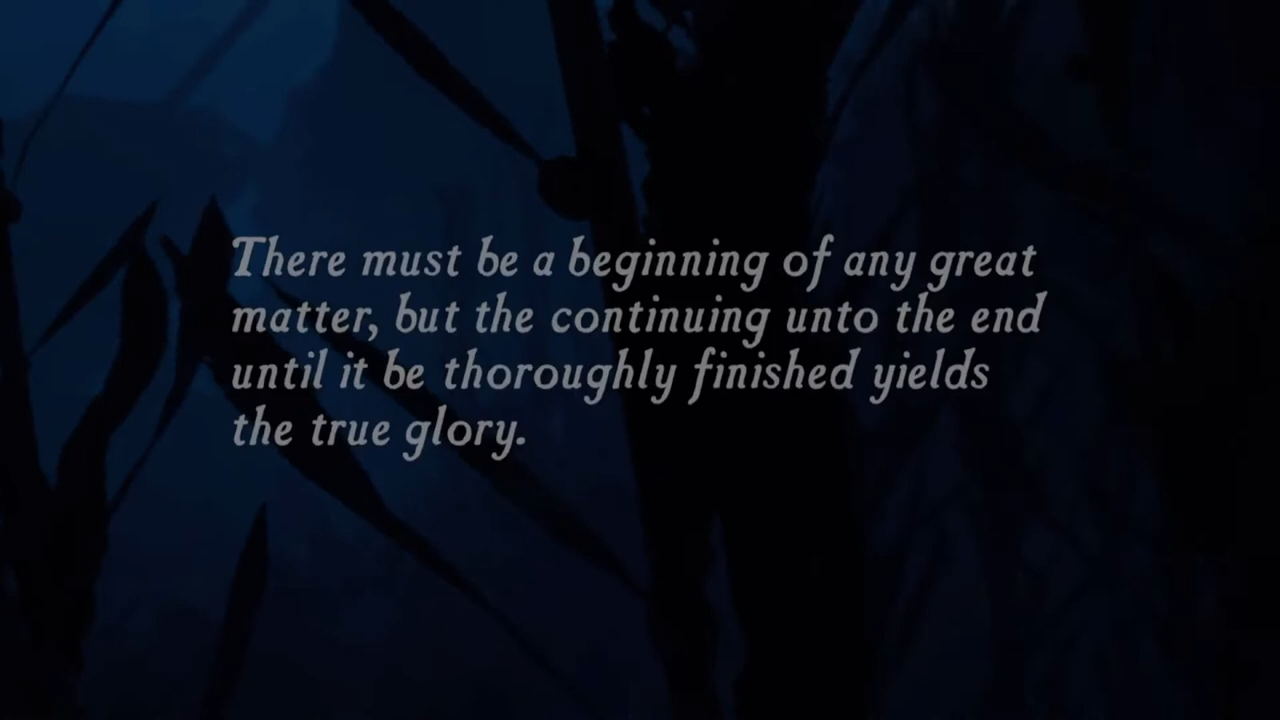 There must be a beginning of any great
matter, but the continuing unto the end
until it be thoroughly finished yields
the true glory.